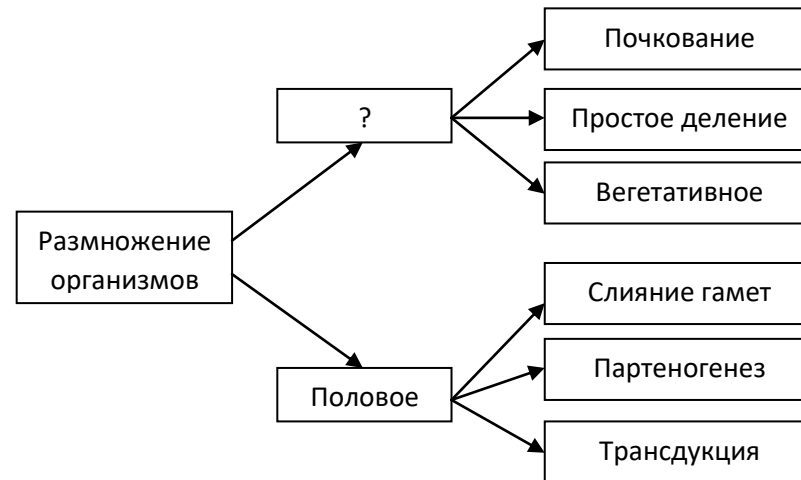 Почкование
?
Простое деление
Вегетативное
Размножение
организмов
Слияние гамет
Партеногенез
Половое
Трансдукция